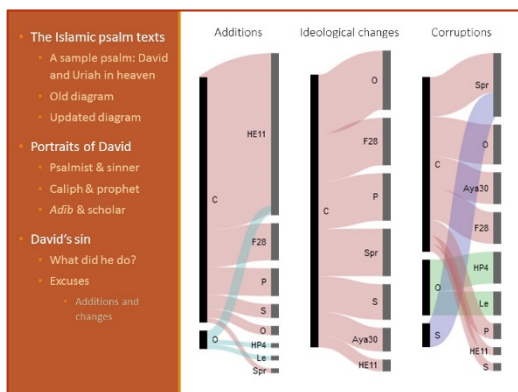 The Islamic psalm texts
A sample psalm: David
and Uriah in heaven
Old diagram
Updated diagram
Portraits of David
Psalmist & sinner
Caliph & prophet
Adīb & scholar
David's sin
What did he do?
Excuses
Additions and
changes
Additions
C
O
HE11
F28
P
S
O
HP4
Le
Spr
Ideological changes
C
O
F28
P
Spr
S
Aya30
HE11
Corruptions
C
O
S
Spr
O
Aya30
F28
HP4
Le
P
HE11
S